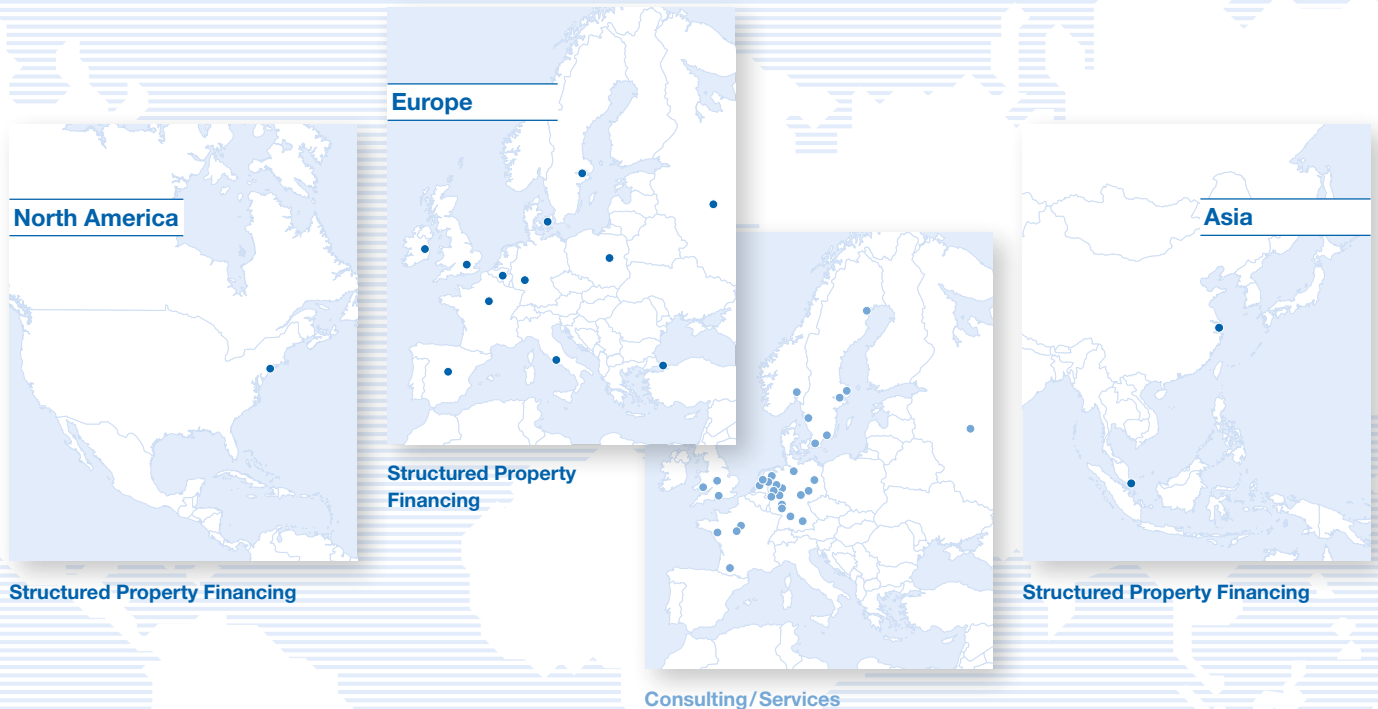 North America
Structured Property Financing
Europe
Structured Property
Financing
Consulting/Services
Asia
Structured Property Financing